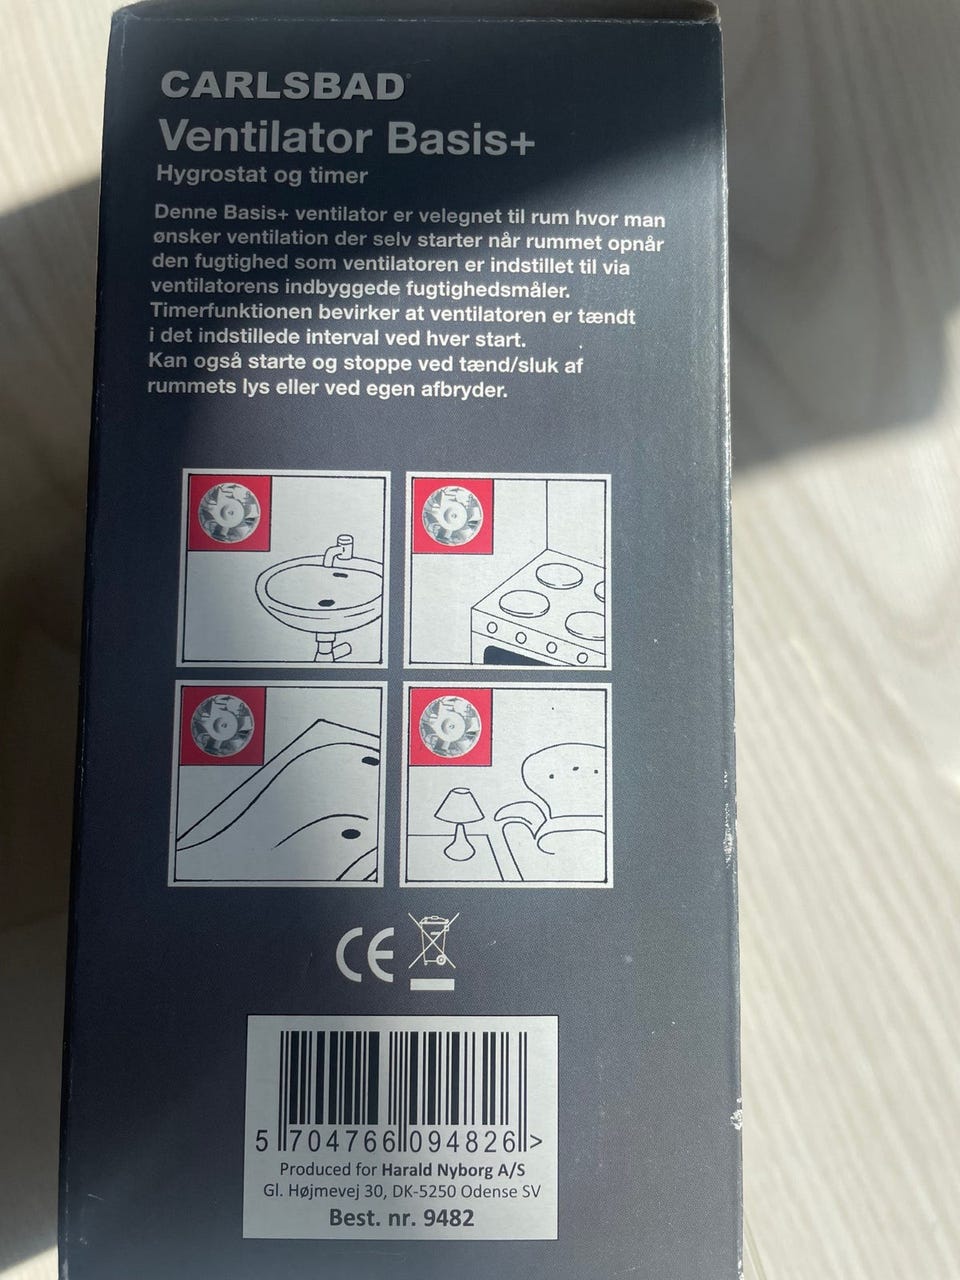 CARLSBAD
Ventilator Basis+
Hygrostat og timer
Denne Basis+ ventilator er velegnet til rum hvor man
ønsker ventilation der selv starter når rummet opnår
den fugtighed som ventilatoren er indstillet til via
ventilatorens indbyggede fugtighedsmåler.
Timerfunktionen bevirker at ventilatoren er tændt
i det indstillede interval ved hver start.
Kan også starte og stoppe ved tænd/sluk af
rummets lys eller ved egen afbryder.
CE
5 704766 094826 >
Produced for Harald Nyborg A/S
Gl. Højmevej 30, DK-5250 Odense SV
Best. nr. 9482